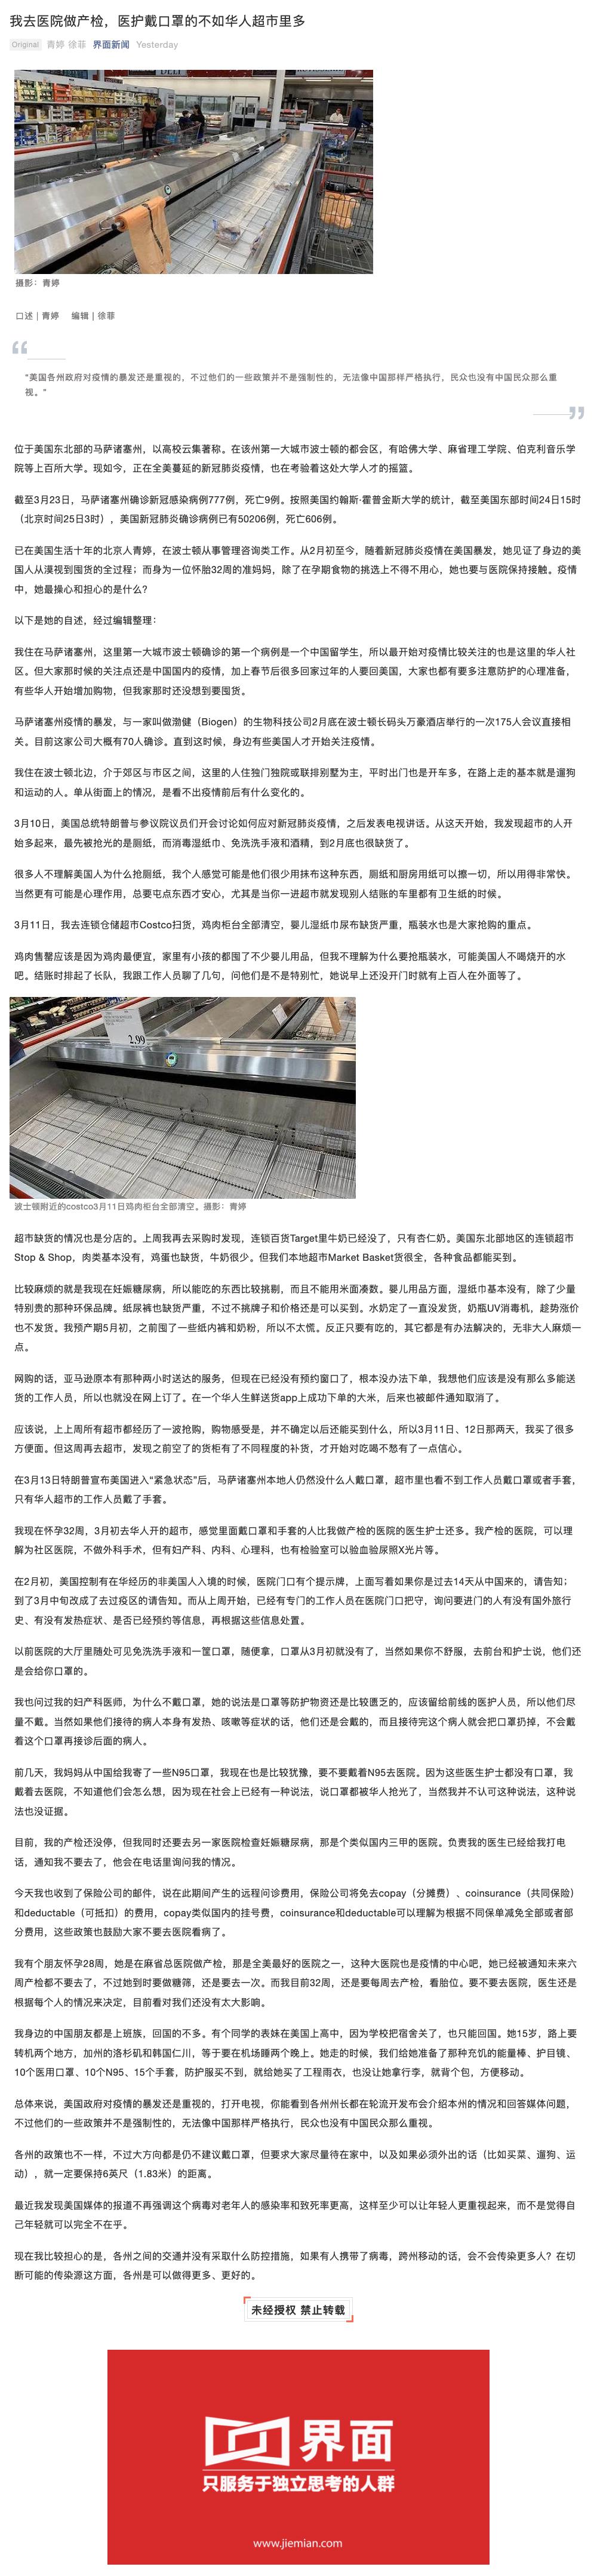 我去医院做产检，医护戴口罩的不如华人超市里多
Original 青婷 徐菲 界面新闻 Yesterday
DELI
摄影：青婷
口述 | 青婷 编辑 | 徐菲
“美国各州政府对疫情的暴发还是重视的，不过他们的一些政策并不是强制性的，无法像中国那样严格执行，民众也没有中国民众那么重
视。”
位于美国东北部的马萨诸塞州，以高校云集著称。在该州第一大城市波士顿的都会区，有哈佛大学、麻省理工学院、伯克利音乐学
院等上百所大学。现如今，正在全美蔓延的新冠肺炎疫情，也在考验着这处大学人才的摇篮。
截至3月23日，马萨诸塞州确诊新冠感染病例777例，死亡9例。按照美国约翰斯·霍普金斯大学的统计，截至美国东部时间24日15时
（北京时间25日3时），美国新冠肺炎确诊病例已有50206例，死亡606例。
已在美国生活十年的北京人青婷，在波士顿从事管理咨询类工作。从2月初至今，随着新冠肺炎疫情在美国暴发，她见证了身边的美
国人从漠视到囤货的全过程；而身为一位怀胎32周的准妈妈，除了在孕期食物的挑选上不得不用心，她也要与医院保持接触。疫情
中，她最操心和担心的是什么？
以下是她的自述，经过编辑整理：
我住在马萨诸塞州，这里第一大城市波士顿确诊的第一个病例是一个中国留学生，所以最开始对疫情比较关注的也是这里的华人社
区。但大家那时候的关注点还是中国国内的疫情，加上春节后很多回家过年的人要回美国，大家也都有要多注意防护的心理准备，
有些华人开始增加购物，但我家那时还没想到要囤货。
马萨诸塞州疫情的暴发，与一家叫做渤健（Biogen）的生物科技公司2月底在波士顿长码头万豪酒店举行的一次175人会议直接相
关。目前这家公司大概有70人确诊。直到这时候，身边有些美国人才开始关注疫情。
我住在波士顿北边，介于郊区与市区之间，这里的人住独门独院或联排别墅为主，平时出门也是开车多，在路上走的基本就是遛狗
和运动的人。单从街面上的情况，是看不出疫情前后有什么变化的。
3月10日，美国总统特朗普与参议院议员们开会讨论如何应对新冠肺炎疫情，之后发表电视讲话。从这天开始，我发现超市的人开
始多起来，最先被抢光的是厕纸，而消毒湿纸巾、免洗洗手液和酒精，到2月底也很缺货了。
很多人不理解美国人为什么抢厕纸，我个人感觉可能是他们很少用抹布这种东西，厕纸和厨房用纸可以擦一切，所以用得非常快。
当然更有可能是心理作用，总要屯点东西才安心，尤其是当你一进超市就发现别人结账的车里都有卫生纸的时候。
3月11日，我去连锁仓储超市Costco扫货，鸡肉柜台全部清空，婴儿湿纸巾尿布缺货严重，瓶装水也是大家抢购的重点。
鸡肉售罄应该是因为鸡肉最便宜，家里有小孩的都囤了不少婴儿用品，但我不理解为什么要抢瓶装水，可能美国人不喝烧开的水
吧。结账时排起了长队，我跟工作人员聊了几句，问他们是不是特别忙，她说早上还没开门时就有上百人在外面等了。
2.99
波士顿附近的costco3月11日鸡肉柜台全部清空。摄影：青婷
超市缺货的情况也是分店的。上周我再去采购时发现，连锁百货Target里牛奶已经没了，只有杏仁奶。美国东北部地区的连锁超市
Stop & Shop，肉类基本没有，鸡蛋也缺货，牛奶很少。但我们本地超市Market Basket货很全，各种食品都能买到。
比较麻烦的就是我现在妊娠糖尿病，所以能吃的东西比较挑剔，而且不能用米面凑数。婴儿用品方面，湿纸巾基本没有，除了少量
特别贵的那种环保品牌。纸尿裤也缺货严重，不过不挑牌子和价格还是可以买到。水奶定了一直没发货，奶瓶UV消毒机，趁势涨价
也不发货。我预产期5月初，之前囤了一些纸内裤和奶粉，所以不太慌。反正只要有吃的，其它都是有办法解决的，无非大人麻烦一
点。
网购的话，亚马逊原本有那种两小时送达的服务，但现在已经没有预约窗口了，根本没办法下单，我想他们应该是没有那么多能送
货的工作人员，所以也就没在网上订了。在一个华人生鲜送货app上成功下单的大米，后来也被邮件通知取消了。
应该说，上上周所有超市都经历了一波抢购，购物感受是，并不确定以后还能买到什么，所以3月11日、12日那两天，我买了很多
方便面。但这周再去超市，发现之前空了的货柜有了不同程度的补货，才开始对吃喝不愁有了一点信心。
在3月13日特朗普宣布美国进入“紧急状态”后，马萨诸塞州本地人仍然没什么人戴口罩，超市里也看不到工作人员戴口罩或者手套，
只有华人超市的工作人员戴了手套。
我现在怀孕32周，3月初去华人开的超市，感觉里面戴口罩和手套的人比我做产检的医院的医生护士还多。我产检的医院，可以理
解为社区医院，不做外科手术，但有妇产科、内科、心理科，也有检验室可以验血验尿照X光片等。
在2月初，美国控制有在华经历的非美国人入境的时候，医院门口有个提示牌，上面写着如果你是过去14天从中国来的，请告知；
到了3月中旬改成了去过疫区的请告知。而从上周开始，已经有专门的工作人员在医院门口把守，询问要进门的人有没有国外旅行
史、有没有发热症状、是否已经预约等信息，再根据这些信息处置。
以前医院的大厅里随处可见免洗洗手液和一筐口罩，随便拿，口罩从3月初就没有了，当然如果你不舒服，去前台和护士说，他们还
是会给你口罩的。
我也问过我的妇产科医师，为什么不戴口罩，她的说法是口罩等防护物资还是比较匮乏的，应该留给前线的医护人员，所以他们尽
量不戴。当然如果他们接待的病人本身有发热、咳嗽等症状的话，他们还是会戴的，而且接待完这个病人就会把口罩扔掉，不会戴
着这个口罩再接诊后面的病人。
前几天，我妈妈从中国给我寄了一些N95口罩，我现在也是比较犹豫，要不要戴着N95去医院。因为这些医生护士都没有口罩，我
戴着去医院，不知道他们会怎么想，因为现在社会上已经有一种说法，说口罩都被华人抢光了，当然我并不认可这种说法，这种说
法也没证据。
目前，我的产检还没停，但我同时还要去另一家医院检查妊娠糖尿病，那是个类似国内三甲的医院。负责我的医生已经给我打电
话，通知我不要去了，他会在电话里询问我的情况。
今天我也收到了保险公司的邮件，说在此期间产生的远程问诊费用，保险公司将免去copay（分摊费）、coinsurance（共同保险）
和deductable（可抵扣）的费用，copay类似国内的挂号费，coinsurance和deductable可以理解为根据不同保单减免全部或者部
分费用，这些政策也鼓励大家不要去医院看病了。
我有个朋友怀孕28周，她是在麻省总医院做产检，那是全美最好的医院之一，这种大医院也是疫情的中心吧，她已经被通知未来六
周产检都不要去了，不过她到时要做糖筛，还是要去一次。而我目前32周，还是要每周去产检，看胎位。要不要去医院，医生还是
根据每个人的情况来决定，目前看对我们还没有太大影响。
我身边的中国朋友都是上班族，回国的不多。有个同学的表妹在美国上高中，因为学校把宿舍关了，也只能回国。她15岁，路上要
转机两个地方，加州的洛杉矶和韩国仁川，等于要在机场睡两个晚上。她走的时候，我们给她准备了那种充饥的能量棒、护目镜、
10个医用口罩、10个N95、15个手套，防护服买不到，就给她买了工程雨衣，也没让她拿行李，就背个包，方便移动。
总体来说，美国政府对疫情的暴发还是重视的，打开电视，你能看到各州州长都在轮流开发布会介绍本州的情况和回答媒体问题，
不过他们的一些政策并不是强制性的，无法像中国那样严格执行，民众也没有中国民众那么重视。
各州的政策也不一样，不过大方向都是仍不建议戴口罩，但要求大家尽量待在家中，以及如果必须外出的话（比如买菜、遛狗、运
动），就一定要保持6英尺（1.83米）的距离。
最近我发现美国媒体的报道不再强调这个病毒对老年人的感染率和致死率更高，这样至少可以让年轻人更重视起来，而不是觉得自
己年轻就可以完全不在乎。
现在我比较担心的是，各州之间的交通并没有采取什么防控措施，如果有人携带了病毒，跨州移动的话，会不会传染更多人？在切
断可能的传染源这方面，各州是可以做得更多、更好的。
未经授权 禁止转载
界面
只服务于独立思考的人群
www.jiemian.com